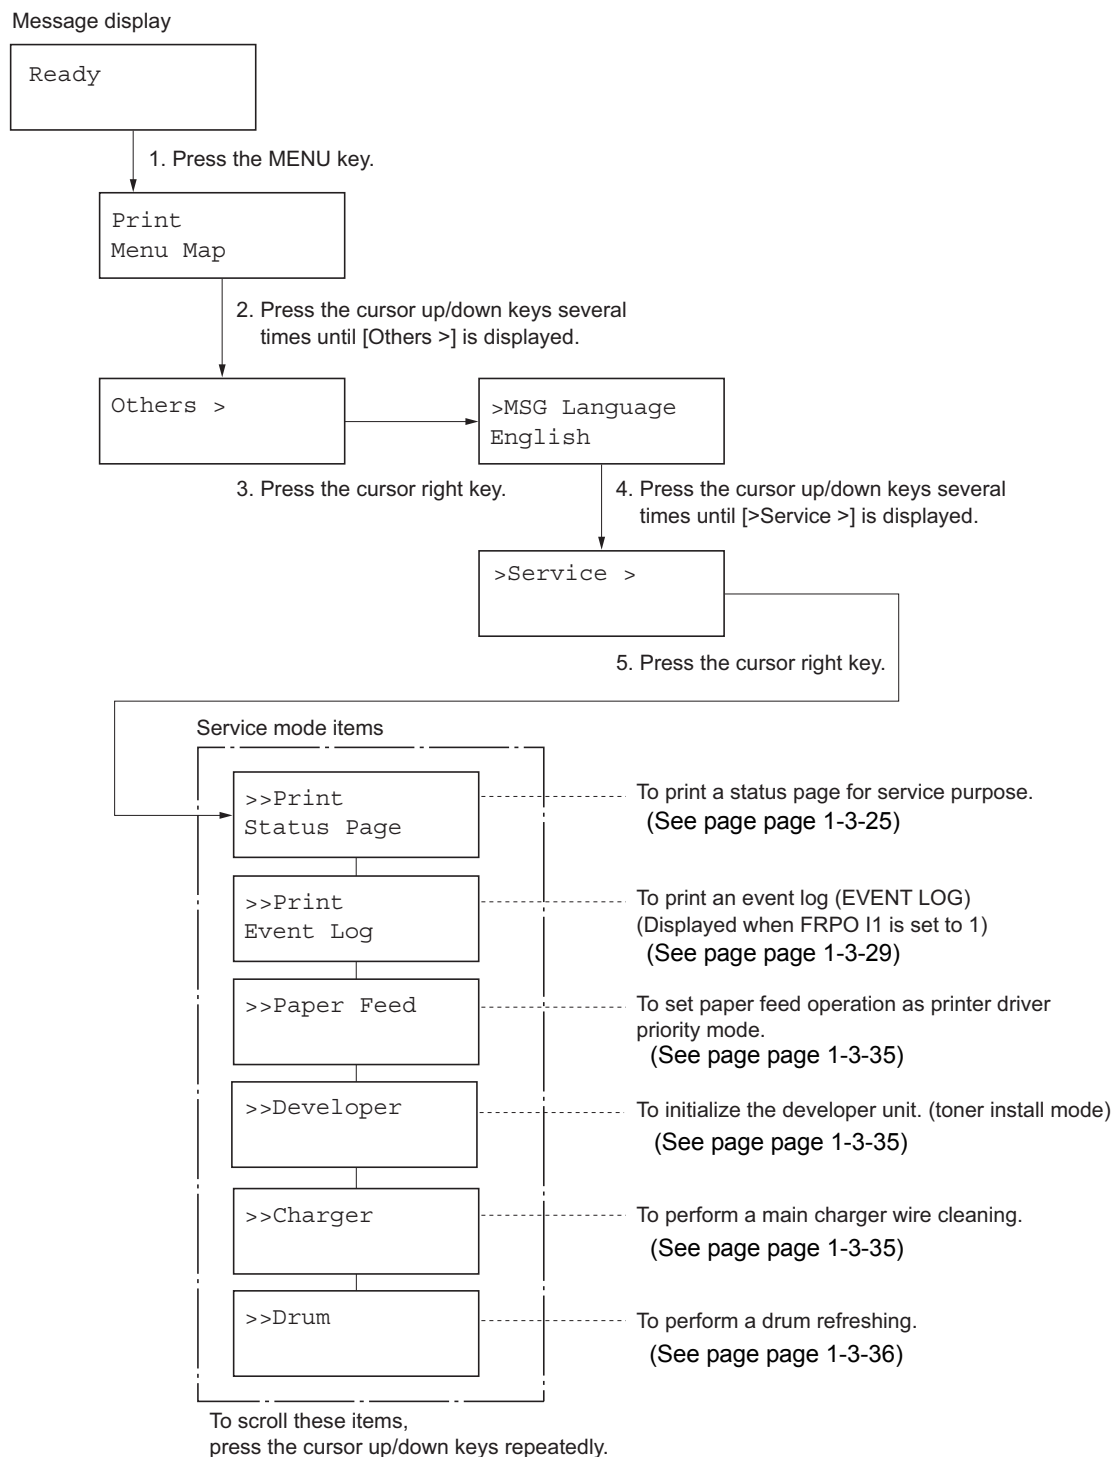 Message display
Ready
1. Press the MENU key.
Print
Menu Map
2. Press the cursor up/down keys several
times until [Others >] is displayed.
Others >
>MSG Language
English
3. Press the cursor right key.
4. Press the cursor up/down keys several
times until [>Service >] is displayed.
>Service >
5. Press the cursor right key.
Service mode items
>>Print
Status Page
To print a status page for service purpose.
(See page page 1-3-25)
>>Print
Event Log
To print an event log (EVENT LOG)
(Displayed when FRPO I1 is set to 1)
(See page page 1-3-29)
>>Paper Feed
To set paper feed operation as printer driver
priority mode.
(See page page 1-3-35)
>>Developer
To initialize the developer unit. (toner install mode)
(See page page 1-3-35)
>>Charger
To perform a main charger wire cleaning.
(See page page 1-3-35)
>>Drum
To perform a drum refreshing.
(See page page 1-3-36)
To scroll these items,
press the cursor up/down keys repeatedly.